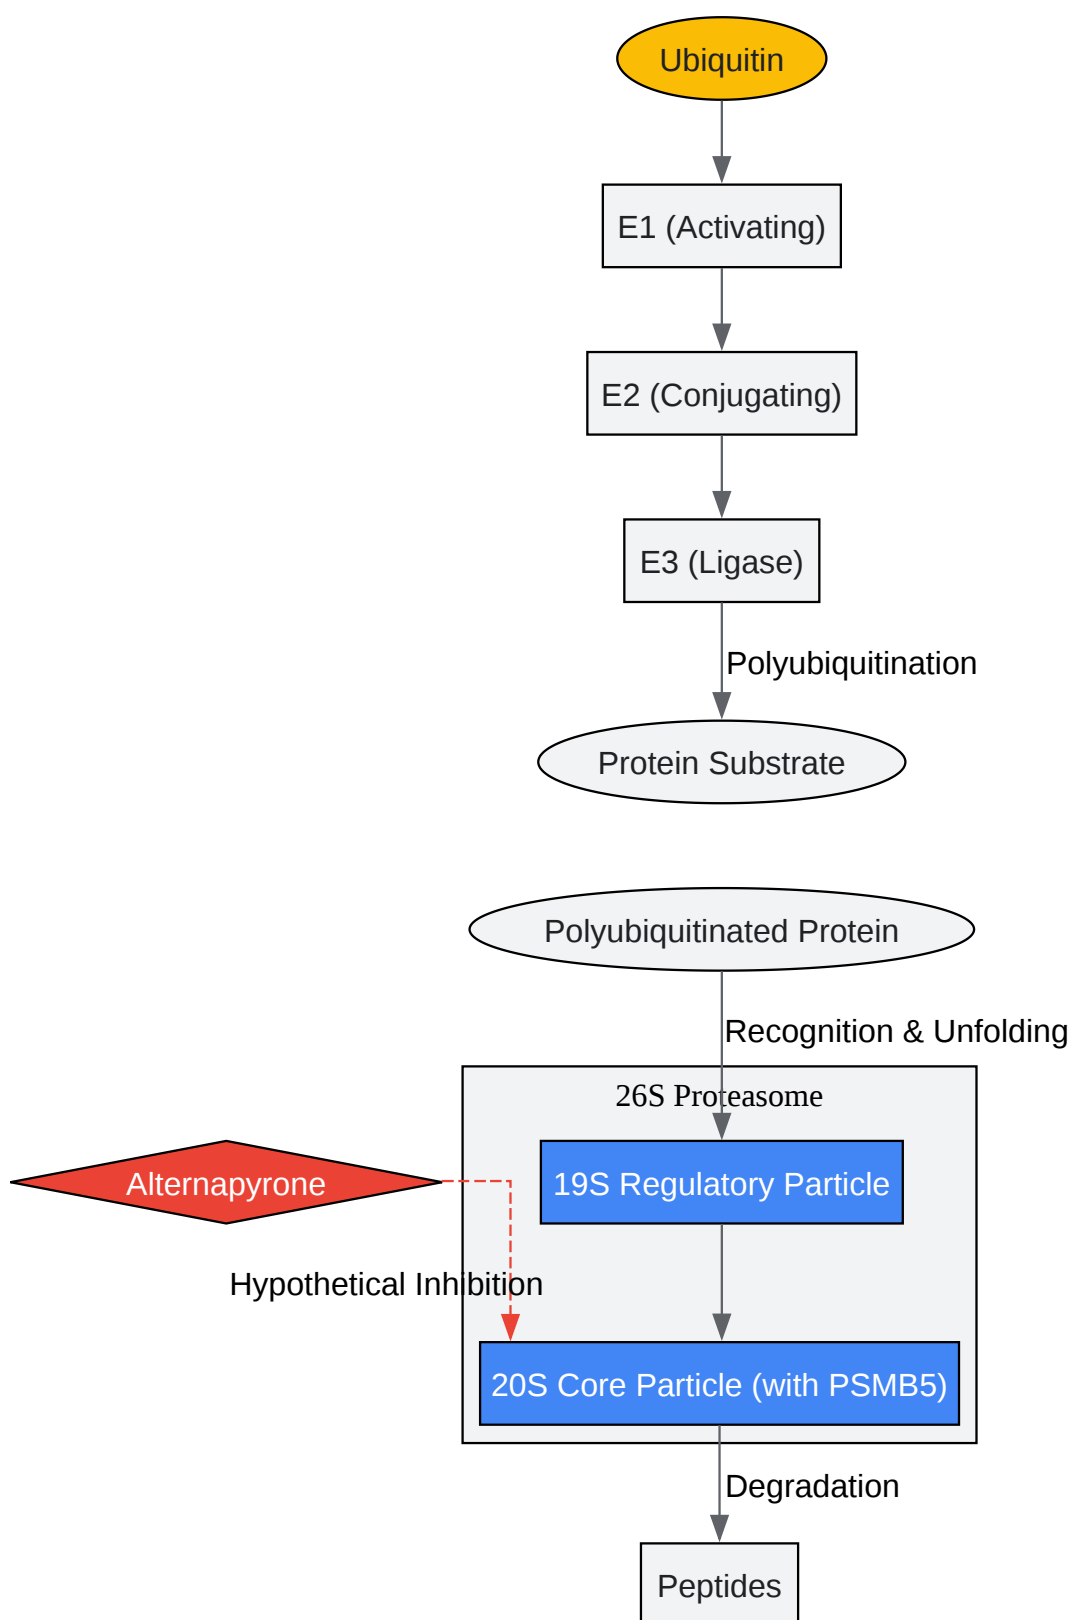 Ubiquitin
E1 (Activating)
E2 (Conjugating)
E3 (Ligase)
Polyubiquitination
Protein Substrate
Polyubiquitinated Protein
Recognition & Unfolding
26S Proteasome
Alternapyrone
19S Regulatory Particle
Hypothetical Inhibition
20S Core Particle (with PSMB5)
Degradation
Peptides